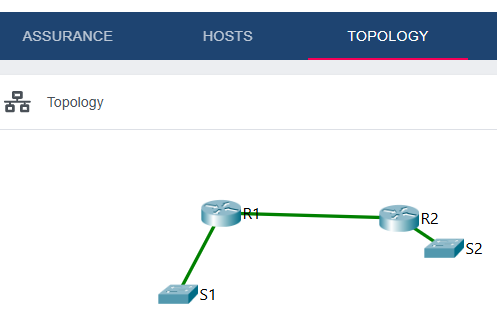 ASSURANCE HOSTS TOPOLOGY
Topology
R1
R2
S2
S1